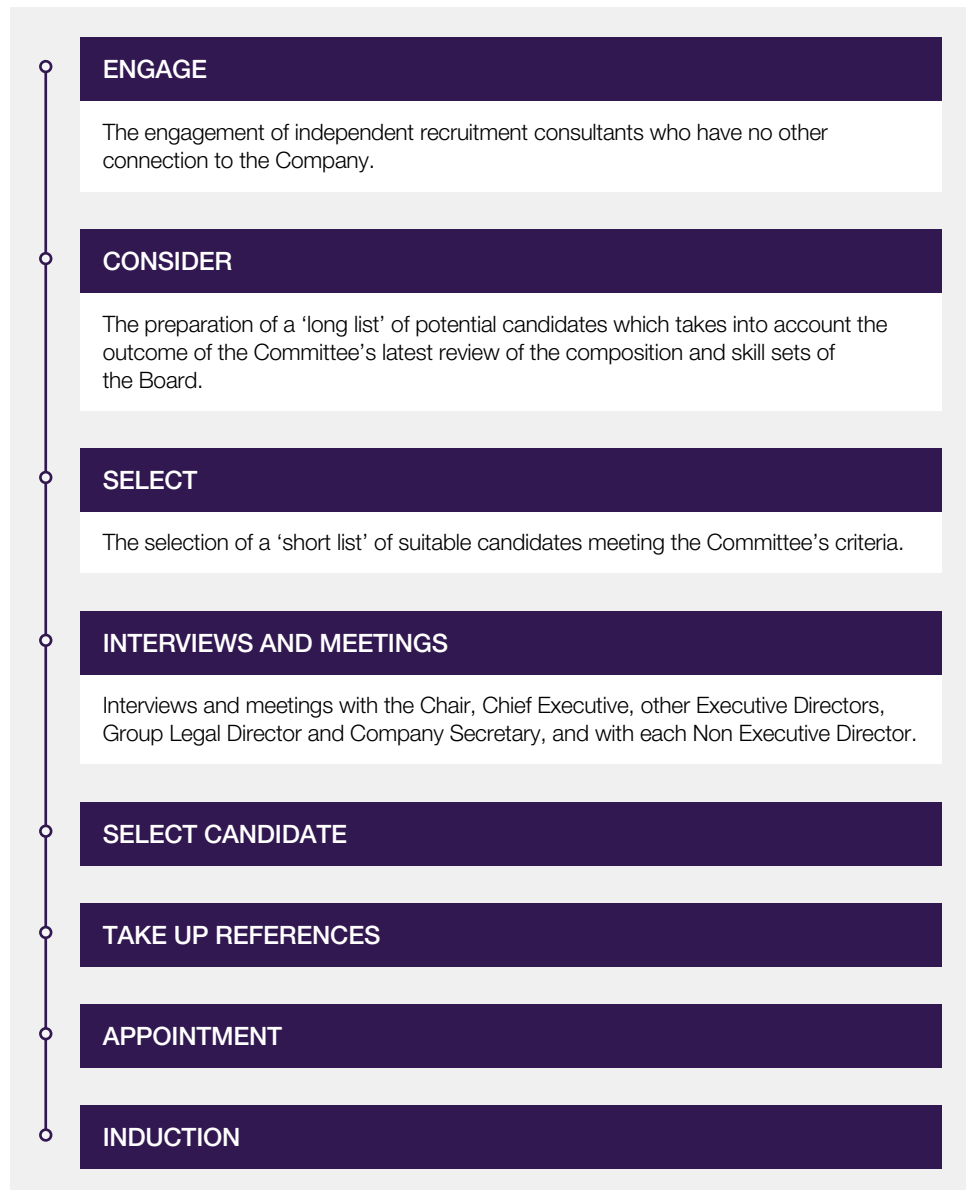 ENGAGE
The engagement of independent recruitment consultants who have no other
connection to the Company.
CONSIDER
The preparation of a ‘long list’ of potential candidates which takes into account the
outcome of the Committee’s latest review of the composition and skill sets of
the Board.
SELECT
The selection of a ‘short list’ of suitable candidates meeting the Committee’s criteria.
INTERVIEWS AND MEETINGS
Interviews and meetings with the Chair, Chief Executive, other Executive Directors,
Group Legal Director and Company Secretary, and with each Non Executive Director.
SELECT CANDIDATE
TAKE UP REFERENCES
APPOINTMENT
INDUCTION